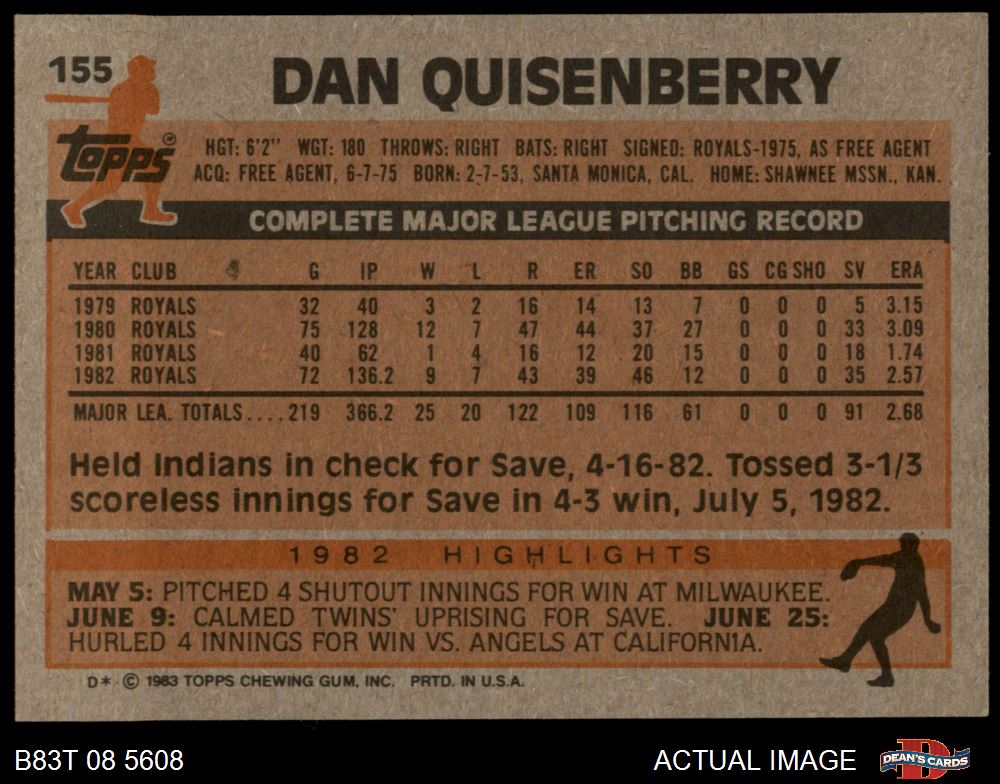 155
DAN QUISENBERRY
Topps®
HGT: 6'2" WGT: 180 THROWS: RIGHT BATS: RIGHT SIGNED: ROYALS-1975, AS FREE AGENT
ACQ: FREE AGENT, 6-7-75 BORN: 2-7-53, SANTA MONICA, CAL. HOME: SHAWNEE MSSN., KAN.
COMPLETE MAJOR LEAGUE PITCHING RECORD
YEAR CLUB G IP W L R ER SO BB GS CG SHO SV ERA
1979 ROYALS 32 40 3 2 16 14 13 7 0 0 0 5 3.15
1980 ROYALS 75 128 12 7 47 44 37 27 0 0 0 33 3.09
1981 ROYALS 40 62 1 4 16 12 20 15 0 0 0 18 1.74
1982 ROYALS 72 136.2 9 7 43 39 46 12 0 0 0 35 2.57
MAJOR LEA. TOTALS.... 219 366.2 25 20 122 109 116 61 0 0 0 91 2.68
Held Indians in check for Save, 4-16-82. Tossed 3-1/3
scoreless innings for Save in 4-3 win, July 5, 1982.
1982 HIGHLIGHTS
MAY 5: PITCHED 4 SHUTOUT INNINGS FOR WIN AT MILWAUKEE.
JUNE 9: CALMED TWINS' UPRISING FOR SAVE. JUNE 25:
HURLED 4 INNINGS FOR WIN VS. ANGELS AT CALIFORNIA.
D* © 1983 TOPPS CHEWING GUM, INC. PRTD. IN U.S.A.
B83T 08 5608
ACTUAL IMAGE
DEAN'S CARDS